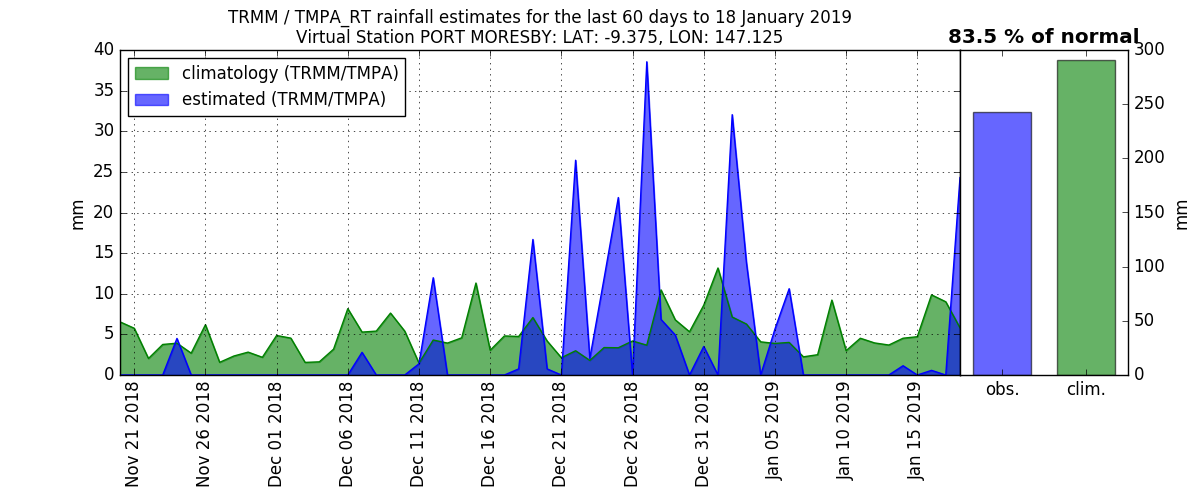 TRMM / TMPA_RT rainfall estimates for the last 60 days to 18 January 2019
Virtual Station PORT MORESBY: LAT: -9.375, LON: 147.125
83.5 % of normal
climatology (TRMM/TMPA)
estimated (TRMM/TMPA)
mm
40
35
30
25
20
15
10
5
0
Nov 21 2018
Nov 26 2018
Dec 01 2018
Dec 06 2018
Dec 11 2018
Dec 16 2018
Dec 21 2018
Dec 26 2018
Dec 31 2018
Jan 05 2019
Jan 10 2019
Jan 15 2019
obs.
clim.
300
250
200
150
100
50
0
mm